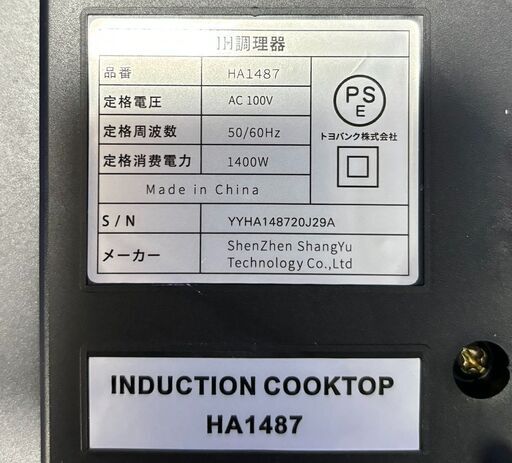 IH調理器
品番 HA1487
定格電圧 AC 100V
定格周波数 50/60Hz
定格消費電力 1400W
Made in China
PS
E
トヨバンク株式会社
S/N YYHA148720J29A
メーカー ShenZhen ShangYu
Technology Co.,Ltd
INDUCTION COOKTOP
HA1487